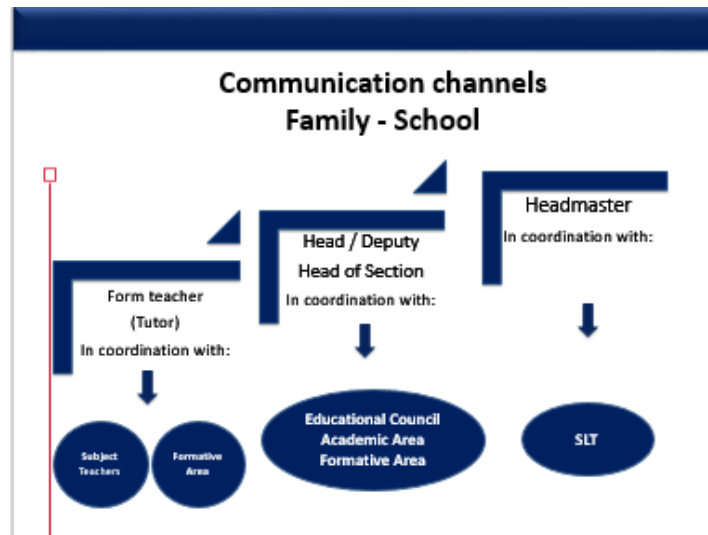 Communication channels
Family - School
Form teacher
(Tutor)
In coordination with:
Subject
Teachers
Formative
Area
Head / Deputy
Head of Section
In coordination with:
Educational Council
Academic Area
Formative Area
Headmaster
In coordination with:
SLT